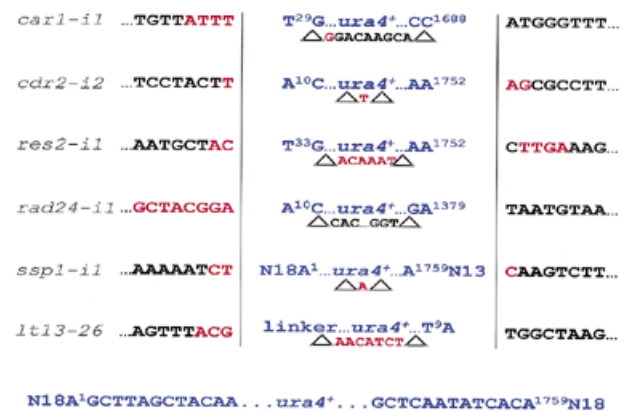 car1-i1 ...TGTTATTT T²⁹G...ura4⁺...CC¹⁶⁸⁸ ATGGGTTT...
△GGACAAGCA△
cdr2-i2 ...TCCTACTT A¹⁰C...ura4⁺...AA¹⁷⁵² AGCGCCTT...
△T△
res2-i1 ...AATGCTAC T³³G...ura4⁺...AA¹⁷⁵² CTTGAAAG...
△ACAAAT△
rad24-i1 ...GCTACGGA A¹⁰C...ura4⁺...GA¹³⁷⁹ TAATGTAA...
△CAC...GGT△
ssp1-i1 ...AAAAATCT N18A¹...ura4⁺...A¹⁷⁵⁹N13 CAAGTCTT...
△A△
lt13-26 ...AGTTTACG linker...ura4⁺...T⁹A TGGCTAAG...
△AACATCT△
N18A¹GCTTAGCTACAA...ura4⁺...GCTCAATATCACA¹⁷⁵⁹N18